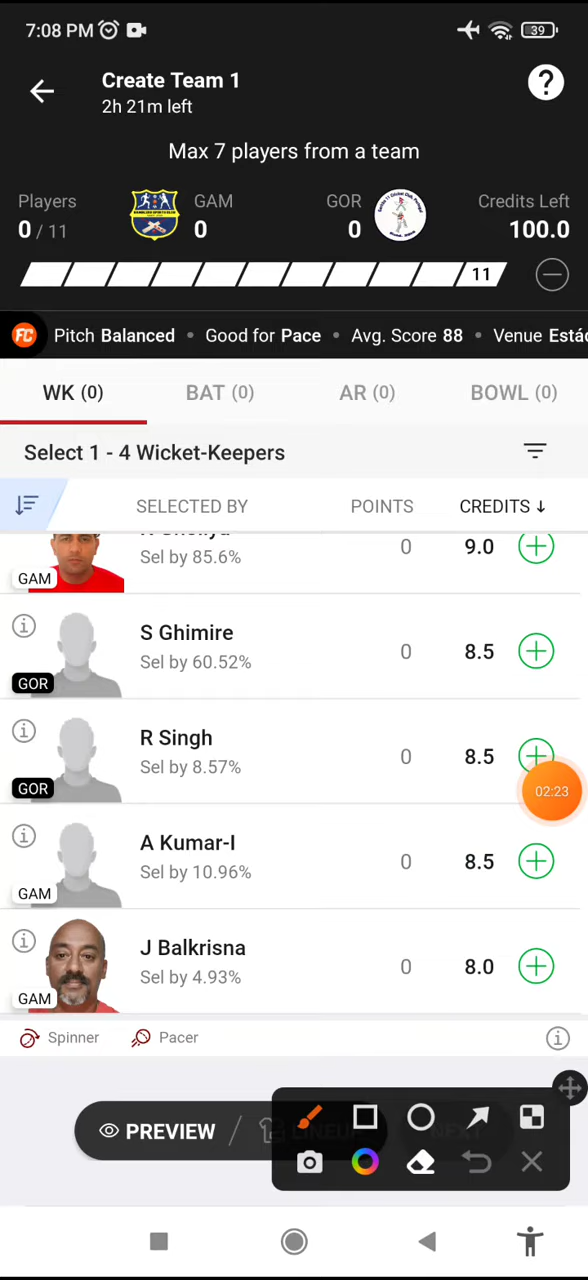 7:08 PM
39
Create Team 1
2h 21m left
?
Max 7 players from a team
Players
0 / 11
GAM
0
GOR
0
Credits Left
100.0
11
FC Pitch Balanced • Good for Pace • Avg. Score 88 • Venue Estác
WK (0) BAT (0) AR (0) BOWL (0)
Select 1 - 4 Wicket-Keepers
SELECTED BY POINTS CREDITS ↓
Sel by 85.6%
GAM
0 9.0
S Ghimire
Sel by 60.52%
GOR
0 8.5
R Singh
Sel by 8.57%
GOR
0 8.5
02:23
A Kumar-I
Sel by 10.96%
GAM
0 8.5
J Balkrisna
Sel by 4.93%
GAM
0 8.0
Spinner Pacer
PREVIEW /